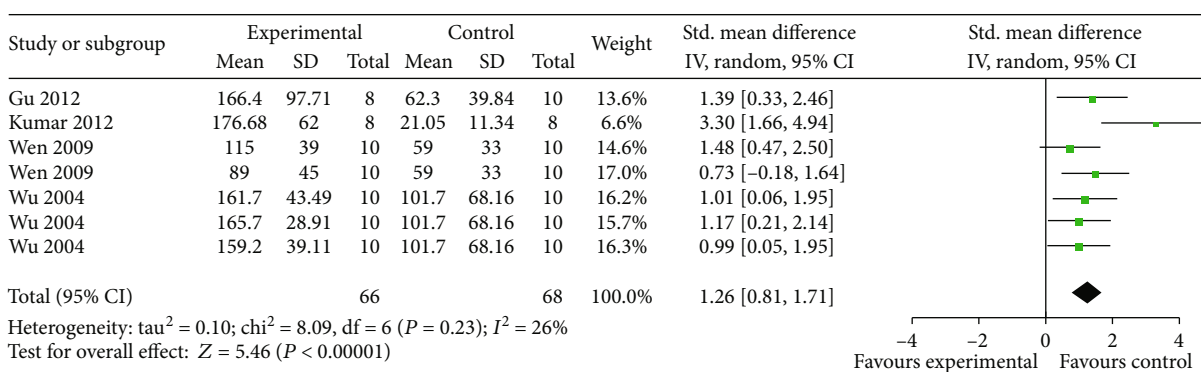 Study or subgroup Experimental Control Weight Std. mean difference Std. mean difference
Mean SD Total Mean SD Total IV, random, 95% CI IV, random, 95% CI
Gu 2012 166.4 97.71 8 62.3 39.84 10 13.6% 1.39 [0.33, 2.46]
Kumar 2012 176.68 62 8 21.05 11.34 8 6.6% 3.30 [1.66, 4.94]
Wen 2009 115 39 10 59 33 10 14.6% 1.48 [0.47, 2.50]
Wen 2009 89 45 10 59 33 10 17.0% 0.73 [–0.18, 1.64]
Wu 2004 161.7 43.49 10 101.7 68.16 10 16.2% 1.01 [0.06, 1.95]
Wu 2004 165.7 28.91 10 101.7 68.16 10 15.7% 1.17 [0.21, 2.14]
Wu 2004 159.2 39.11 10 101.7 68.16 10 16.3% 0.99 [0.05, 1.95]
Total (95% CI) 66 68 100.0% 1.26 [0.81, 1.71]
Heterogeneity: tau² = 0.10; chi² = 8.09, df = 6 (P = 0.23); I² = 26%
Test for overall effect: Z = 5.46 (P < 0.00001)
–4 –2 0 2 4
Favours experimental Favours control